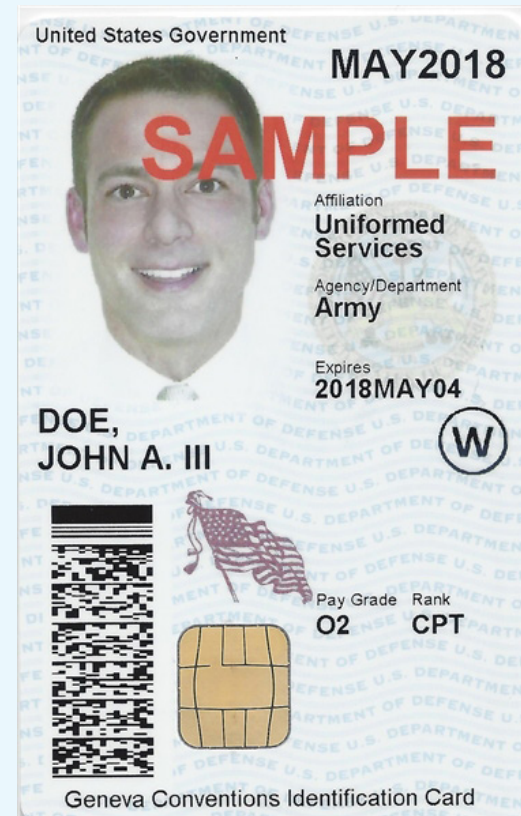 United States Government
MAY2018
SAMPLE
Affiliation
Uniformed
Services
Agency/Department
Army
Expires
2018MAY04
DOE,
JOHN A. III
W
Pay Grade Rank
O2 CPT
Geneva Conventions Identification Card